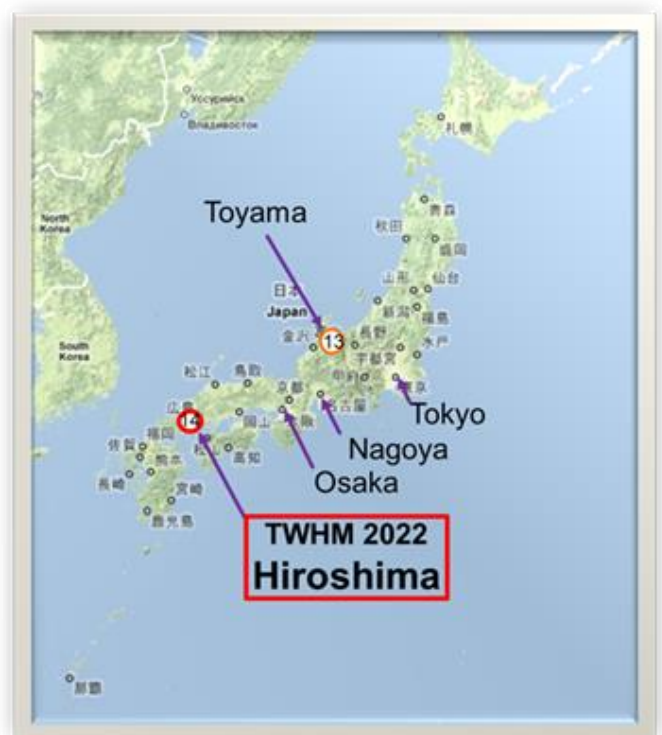 Уссурийск
Владивосток
札幌
North
Korea
青森
Toyama
秋田
盛岡
日本
Japan
山形
仙台
新潟
福島
South
Korea
金沢
13
長野
水戸
宇都宮
甲府
東京
松江
鳥取
京都
名古屋
Tokyo
広島
14
岡山
大阪
福岡
佐賀
松山
高知
Nagoya
熊本
長崎
宮崎
Osaka
鹿児島
TWHM 2022
Hiroshima
那覇